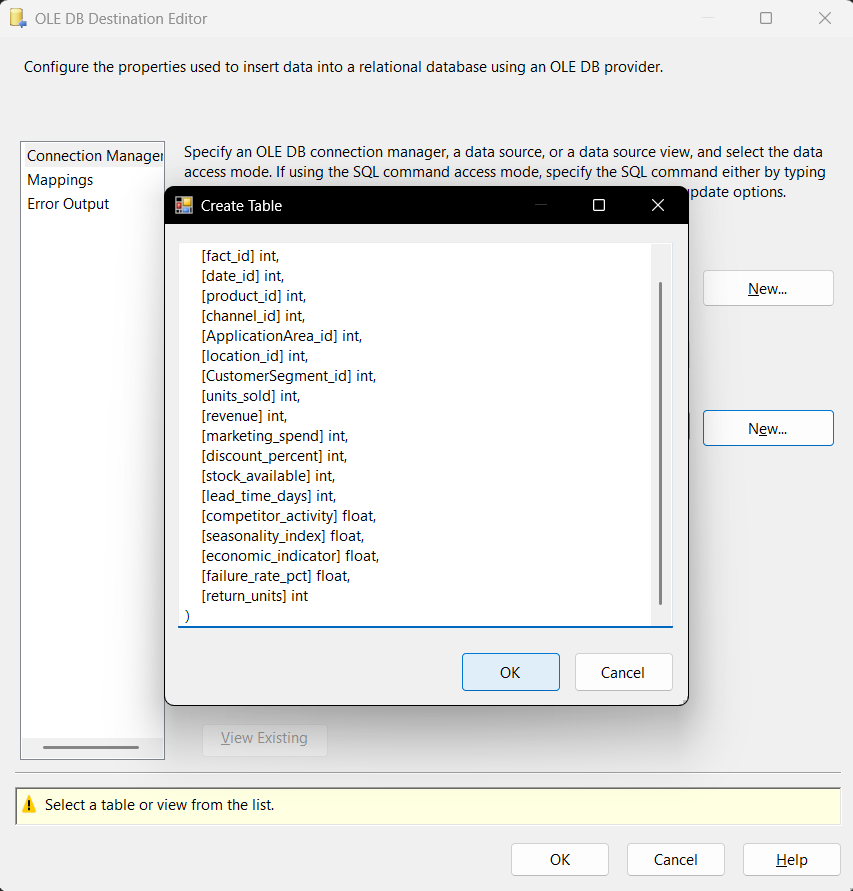 OLE DB Destination Editor
Configure the properties used to insert data into a relational database using an OLE DB provider.
Connection Manager
Mappings
Error Output
Specify an OLE DB connection manager, a data source, or a data source view, and select the data
access mode. If using the SQL command access mode, specify the SQL command either by typing
update options.
Create Table
[fact_id] int,
[date_id] int,
[product_id] int,
[channel_id] int,
[ApplicationArea_id] int,
[location_id] int,
[CustomerSegment_id] int,
[units_sold] int,
[revenue] int,
[marketing_spend] int,
[discount_percent] int,
[stock_available] int,
[lead_time_days] int,
[competitor_activity] float,
[seasonality_index] float,
[economic_indicator] float,
[failure_rate_pct] float,
[return_units] int
)
OK
Cancel
New...
New...
View Existing
Select a table or view from the list.
OK
Cancel
Help